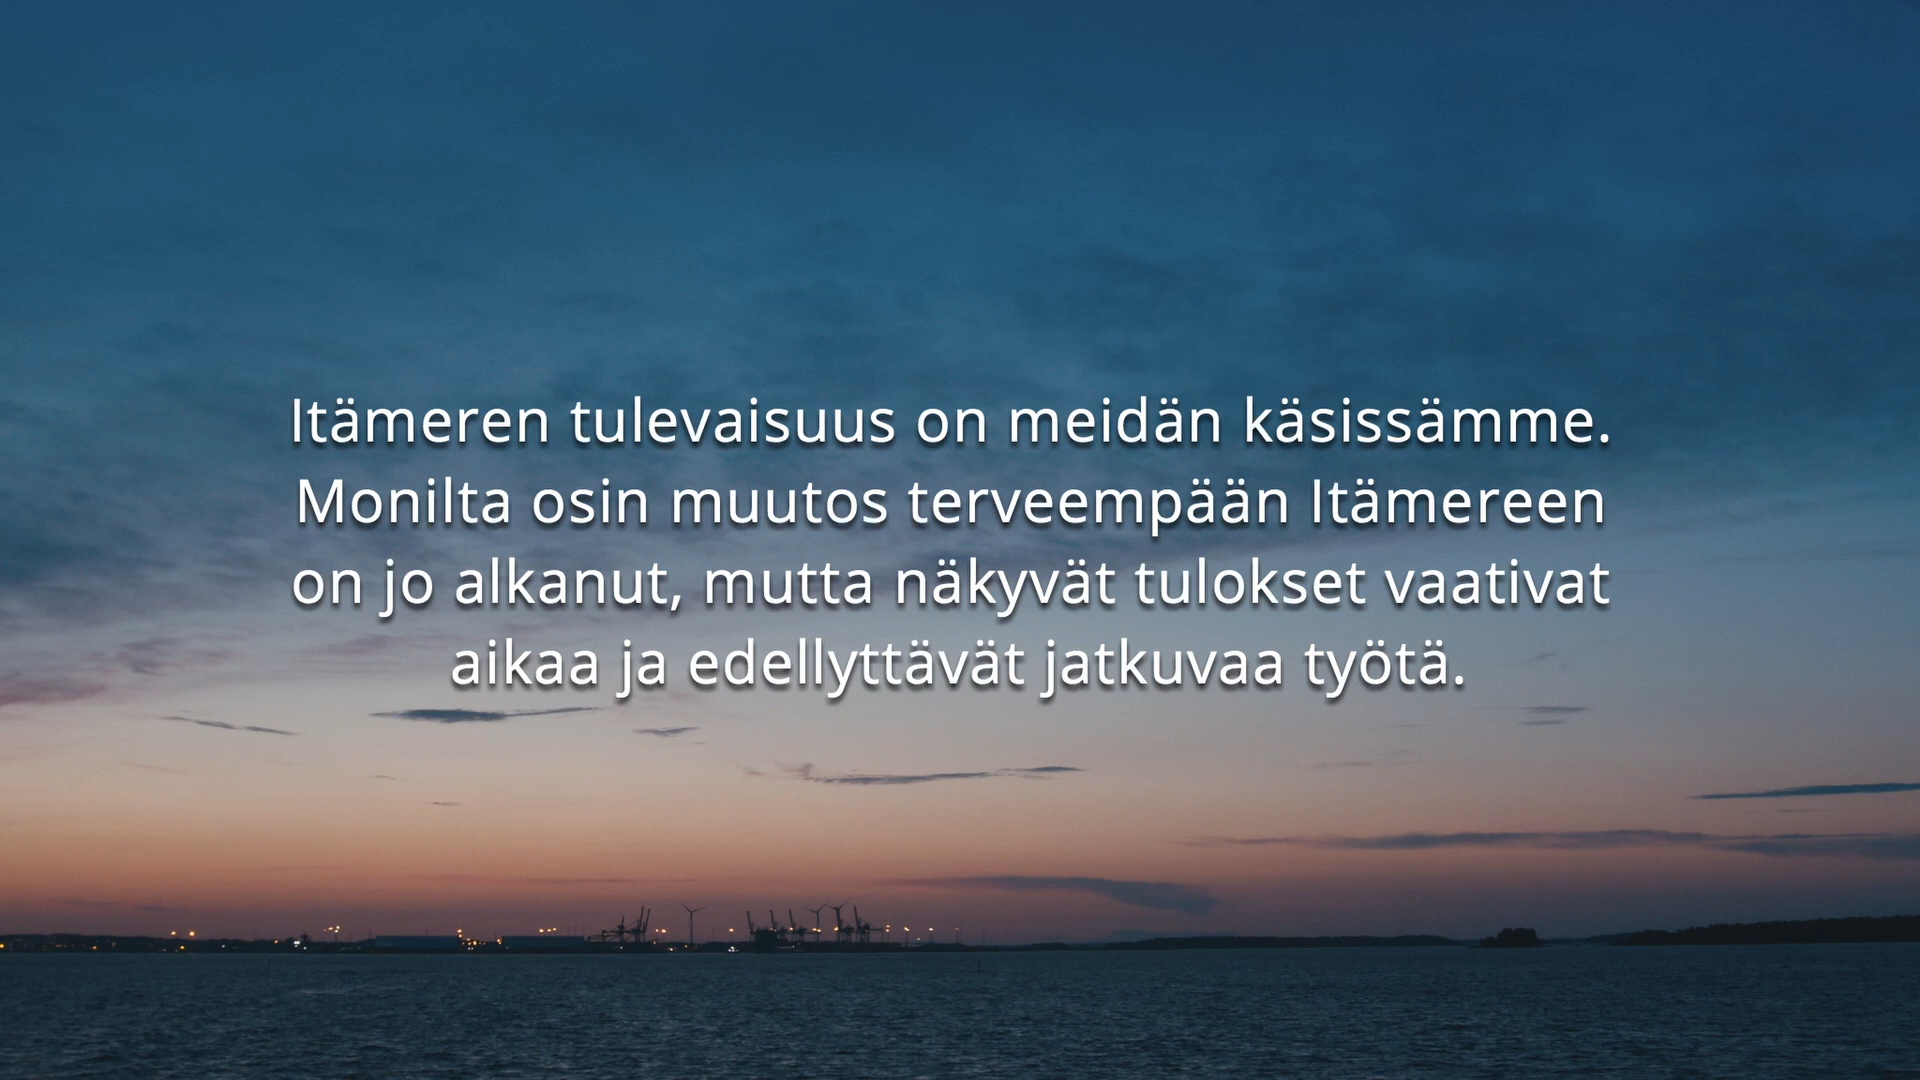 Itämeren tulevaisuus on meidän käsissämme.
Monilta osin muutos terveempään Itämereen
on jo alkanut, mutta näkyvät tulokset vaativat
aikaa ja edellyttävät jatkuvaa työtä.